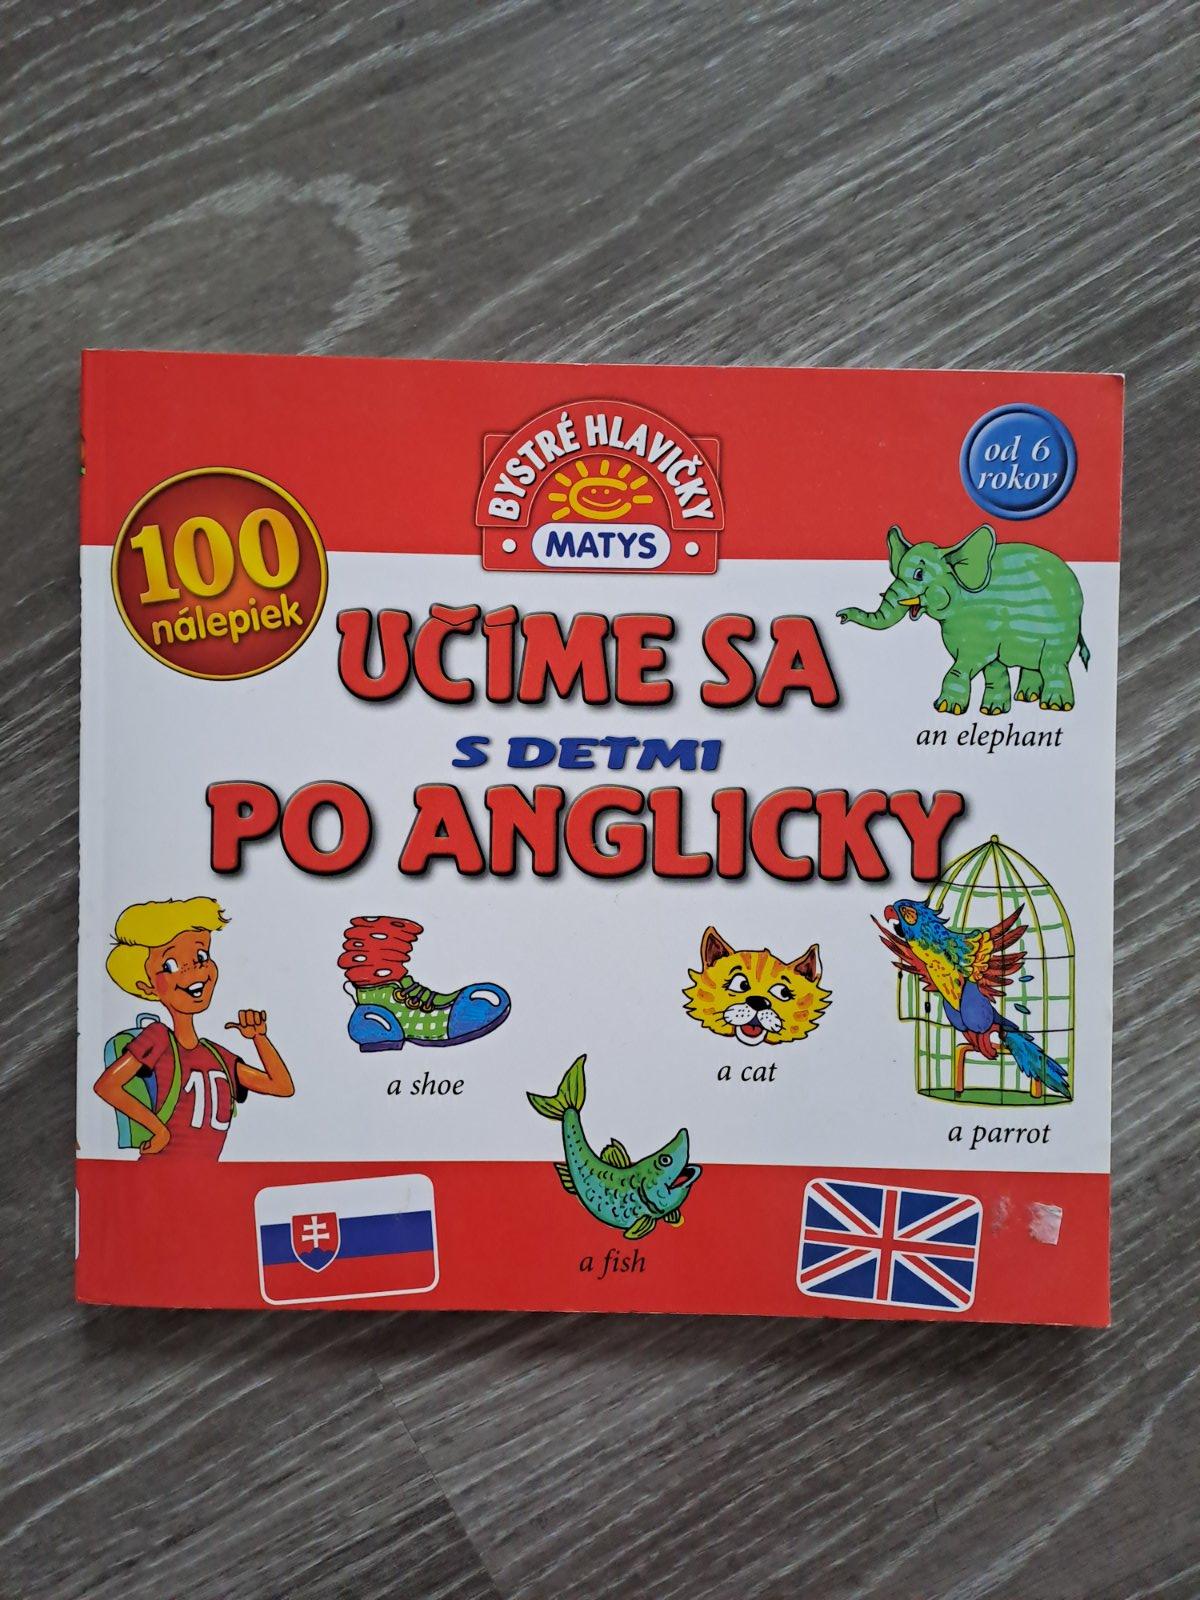 BYSTRÉ HLAVIČKY
MATYS
od 6
rokov
100
nálepiek
UČÍME SA
S DEŤMI
PO ANGLICKY
an elephant
10
a shoe
a cat
a parrot
a fish